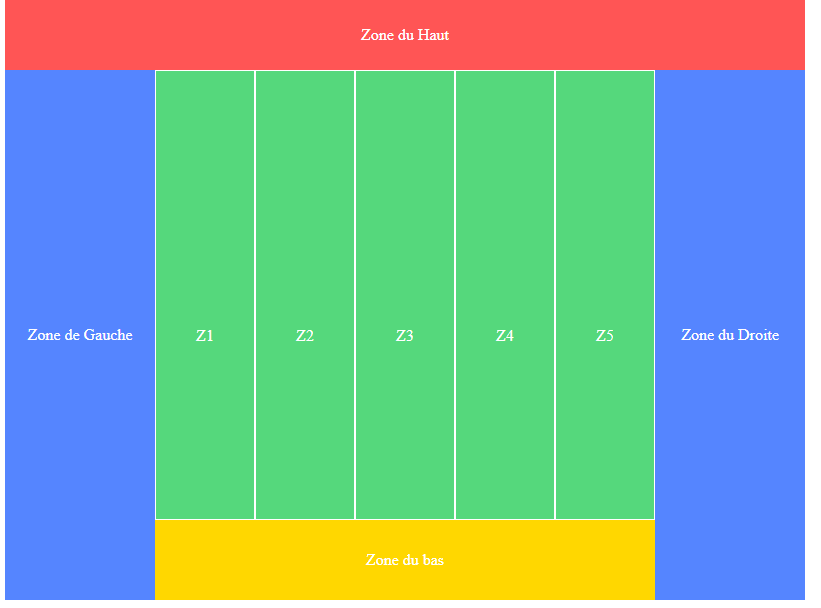 Zone du Haut
Zone de Gauche
Z1
Z2
Z3
Z4
Z5
Zone du Droite
Zone du bas